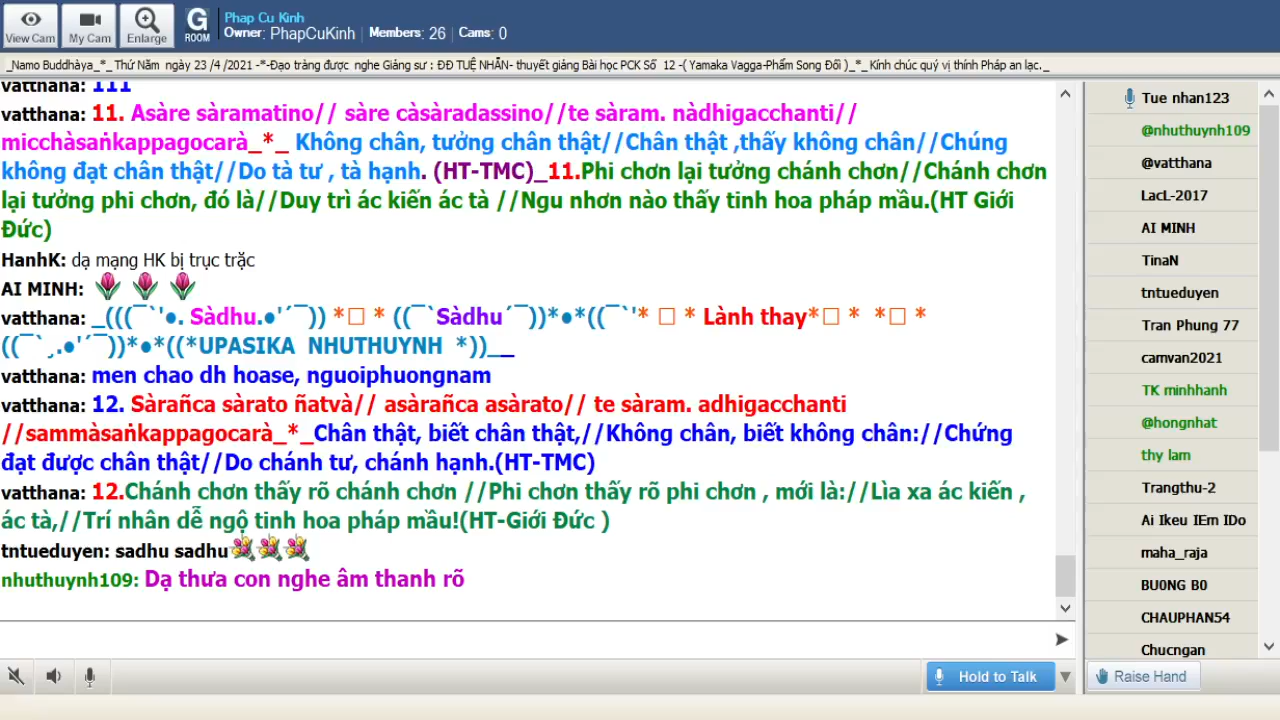 View Cam
My Cam
Enlarge
G
ROOM
Phap Cu Kinh
Owner: PhapCuKinh | Members: 26 | Cams: 0
_Namo Buddhàya_*_ Thứ Năm ngày 23 /4 /2021 -*-Đạo tràng được nghe Giảng sư : ĐĐ TUỆ NHẪN- thuyết giảng Bài học PCK Số 12 -( Yamaka Vagga-Phẩm Song Đối )_*_ Kính chúc quý vị thính Pháp an lạc._
vatthana: 111
vatthana: 11. Asàre sàramatino// sàre càsàradassino//te sàram. nàdhigacchanti//
micchàsaṅkappagocarà_*_ Không chân, tưởng chân thật//Chân thật ,thấy không chân//Chúng
không đạt chân thật//Do tà tư , tà hạnh. (HT-TMC)_11.Phi chơn lại tưởng chánh chơn//Chánh chơn
lại tưởng phi chơn, đó là//Duy trì ác kiến ác tà //Ngu nhơn nào thấy tinh hoa pháp mầu.(HT Giới
Đức)
HanhK: dạ mạng HK bị trục trặc
AI MINH:
vatthana: _(((¯`'●. Sàdhu.●'´¯)) *□ * ((¯`Sàdhu´¯))*●*((¯`'* □ * Lành thay*□ * *□ *
((¯`¸.●'´¯))*●*((*UPASIKA NHUTHUYNH *))__
vatthana: men chao dh hoase, nguoiphuongnam
vatthana: 12. Sàrañca sàrato ñatvà// asàrañca asàrato// te sàram. adhigacchanti
//sammàsaṅkappagocarà_*_Chân thật, biết chân thật,//Không chân, biết không chân://Chứng
đạt được chân thật//Do chánh tư, chánh hạnh.(HT-TMC)
vatthana: 12.Chánh chơn thấy rõ chánh chơn //Phi chơn thấy rõ phi chơn , mới là://Lìa xa ác kiến ,
ác tà,//Trí nhân dễ ngộ tinh hoa pháp mầu!(HT-Giới Đức )
tntueduyen: sadhu sadhu
nhuthuynh109: Dạ thưa con nghe âm thanh rõ
Hold to Talk
Tue nhan123
@nhuthuynh109
@vatthana
LacL-2017
AI MINH
TinaN
tntueduyen
Tran Phung 77
camvan2021
TK minhhanh
@hongnhat
thy lam
Trangthu-2
Ai Ikeu IEm IDo
maha_raja
BU0NG B0
CHAUPHAN54
Chucngan
Raise Hand